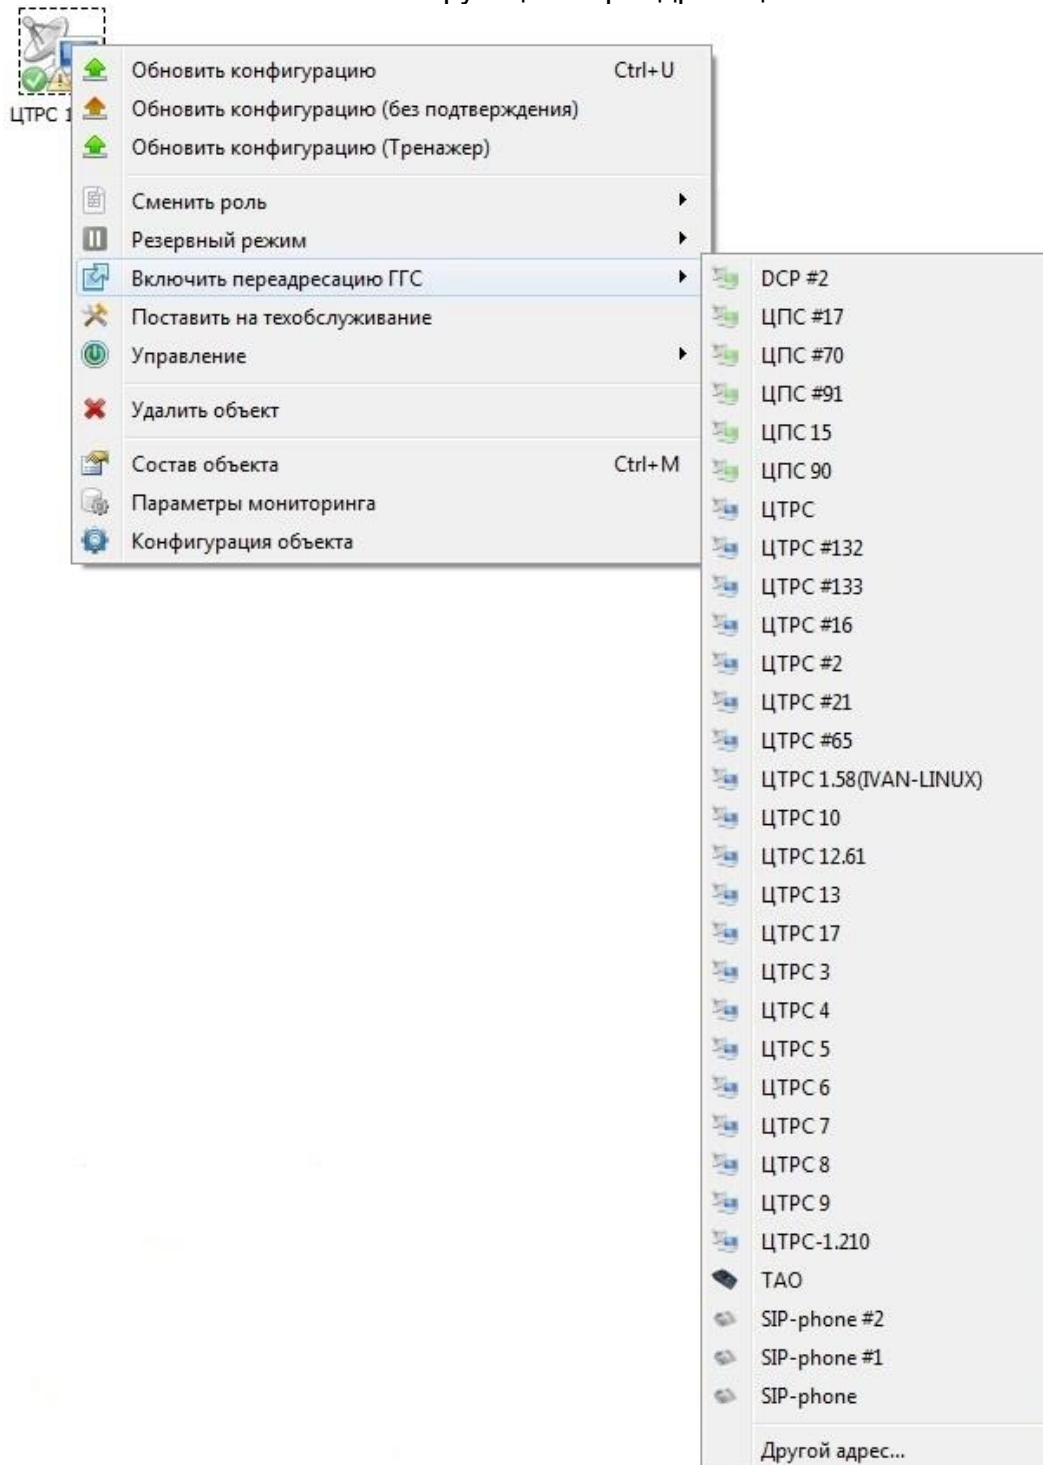 ЦТРС 1
Обновить конфигурацию Ctrl+U
Обновить конфигурацию (без подтверждения)
Обновить конфигурацию (Тренажер)
Сменить роль
Резервный режим
Включить переадресацию ГГС
Поставить на техобслуживание
Управление
Удалить объект
Состав объекта Ctrl+M
Параметры мониторинга
Конфигурация объекта
DCP #2
ЦПС #17
ЦПС #70
ЦПС #91
ЦПС 15
ЦПС 90
ЦТРС
ЦТРС #132
ЦТРС #133
ЦТРС #16
ЦТРС #2
ЦТРС #21
ЦТРС #65
ЦТРС 1.58(IVAN-LINUX)
ЦТРС 10
ЦТРС 12.61
ЦТРС 13
ЦТРС 17
ЦТРС 3
ЦТРС 4
ЦТРС 5
ЦТРС 6
ЦТРС 7
ЦТРС 8
ЦТРС 9
ЦТРС-1.210
ТАО
SIP-phone #2
SIP-phone #1
SIP-phone
Другой адрес...